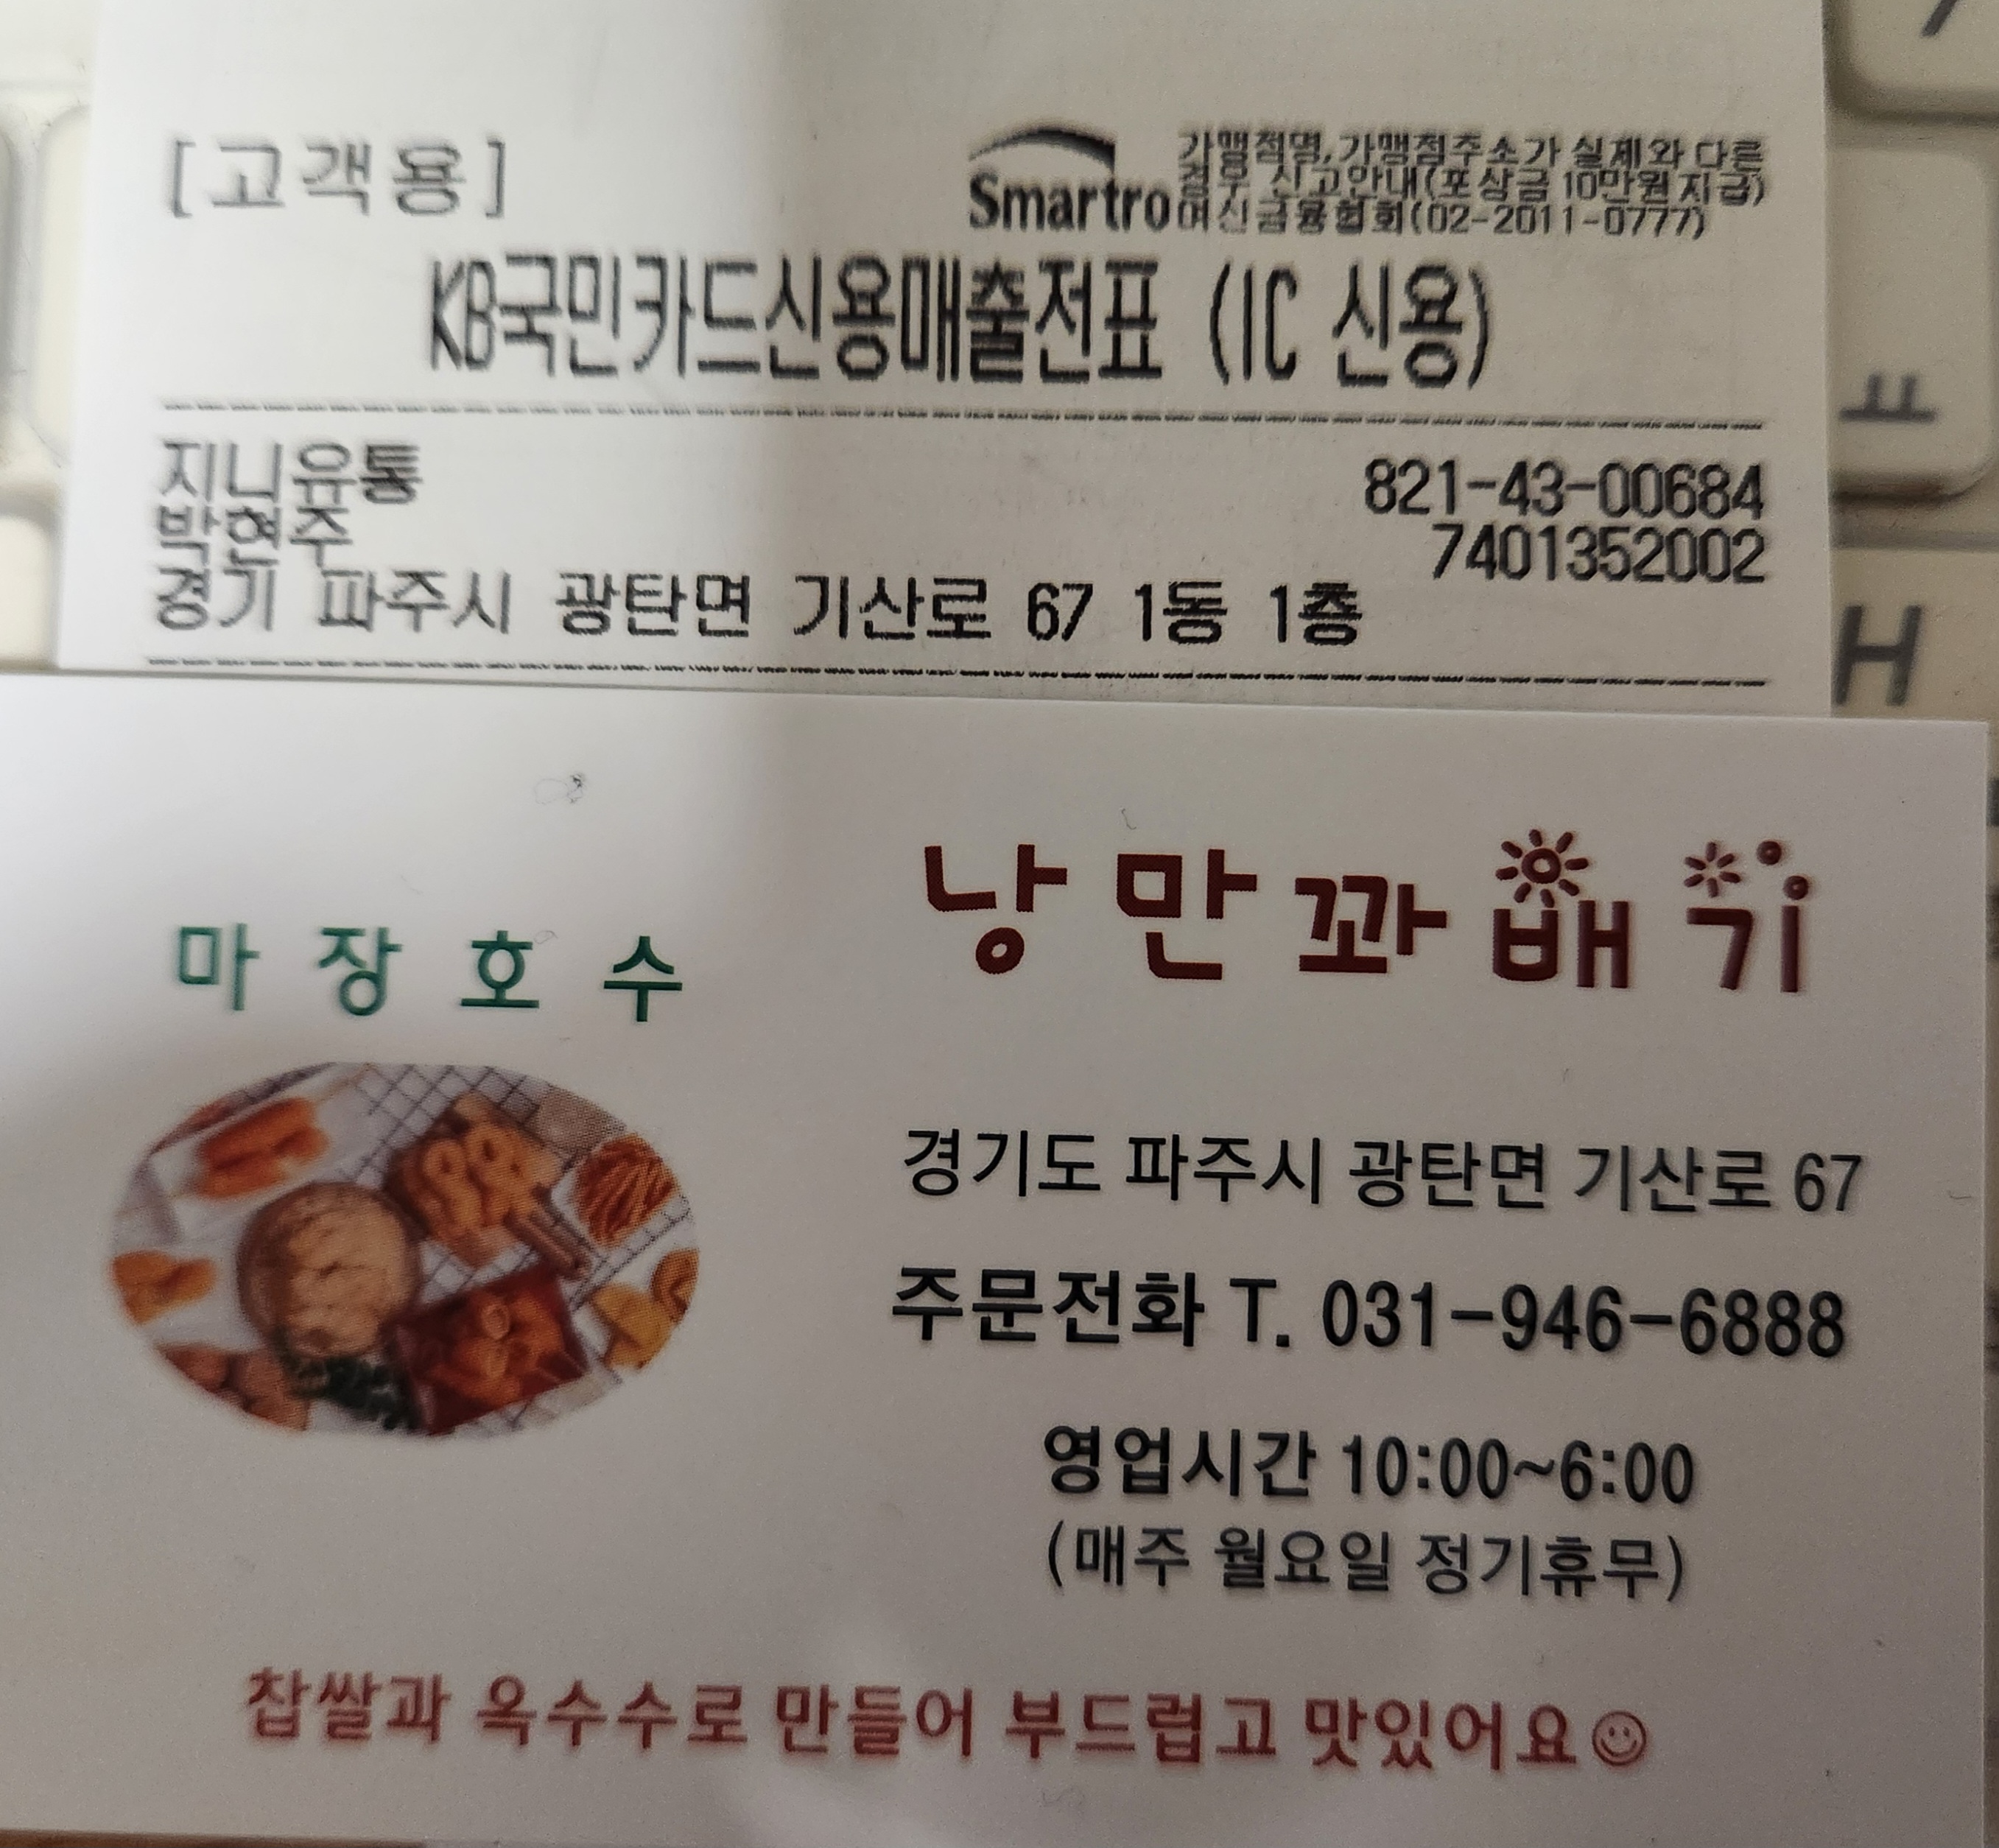 [고객용]
Smartro
가맹점명,가맹점주소가 실제와 다른
경우 신고안내(포상금 10만원 지급)
여신금융협회(02-2011-0777)
KB국민카드신용매출전표 (IC 신용)
지니유통 821-43-00684
박현주 7401352002
경기 파주시 광탄면 기산로 67 1동 1층
ㅛ
H
마장호수
낭만꽈배기
경기도 파주시 광탄면 기산로 67
주문전화 T. 031-946-6888
영업시간 10:00~6:00
(매주 월요일 정기휴무)
찹쌀과 옥수수로 만들어 부드럽고 맛있어요☺